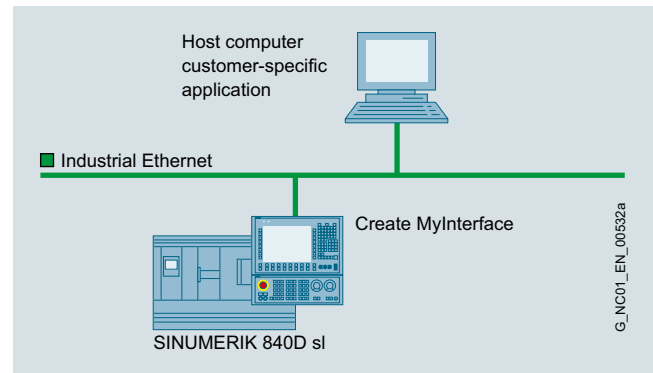 Host computer
customer-specific
application
Industrial Ethernet
Create MyInterface
SINUMERIK 840D sl
G_NC01_EN_00532a